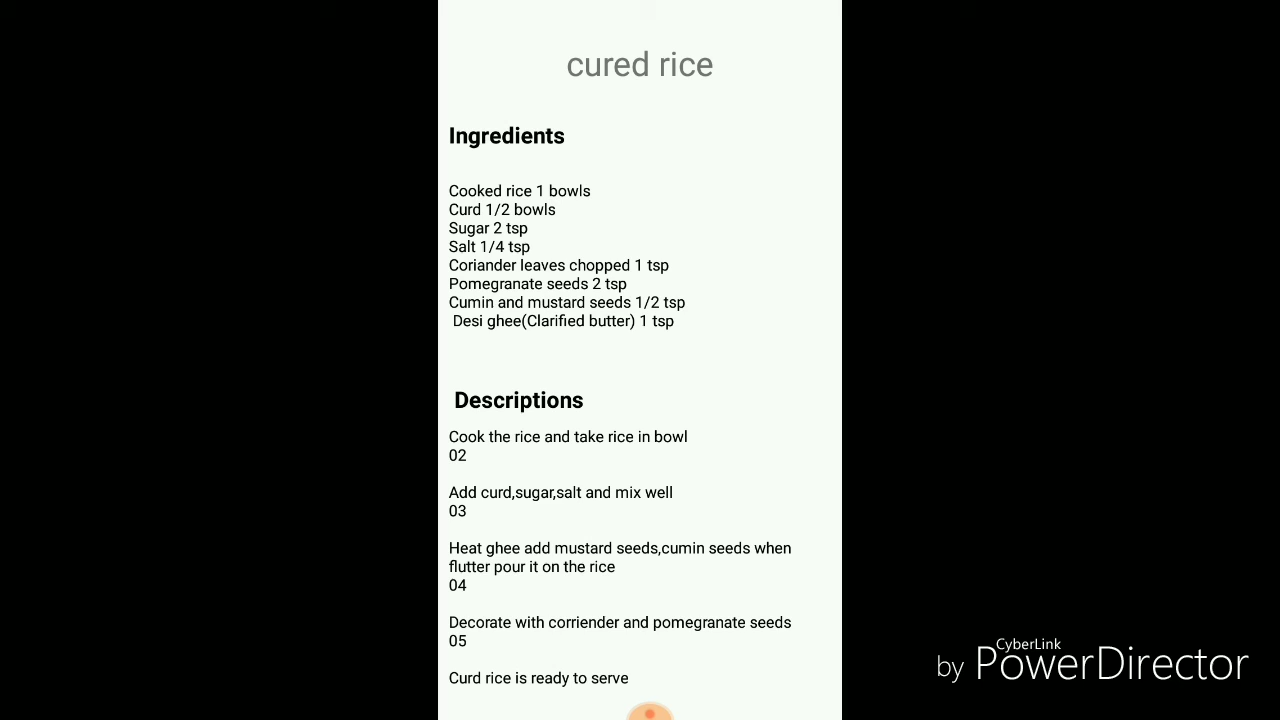 cured rice
Ingredients
Cooked rice 1 bowls
Curd 1/2 bowls
Sugar 2 tsp
Salt 1/4 tsp
Coriander leaves chopped 1 tsp
Pomegranate seeds 2 tsp
Cumin and mustard seeds 1/2 tsp
Desi ghee(Clarified butter) 1 tsp
Descriptions
Cook the rice and take rice in bowl
02
Add curd,sugar,salt and mix well
03
Heat ghee add mustard seeds,cumin seeds when
flutter pour it on the rice
04
Decorate with corriender and pomegranate seeds
05
Curd rice is ready to serve
CyberLink
by PowerDirector